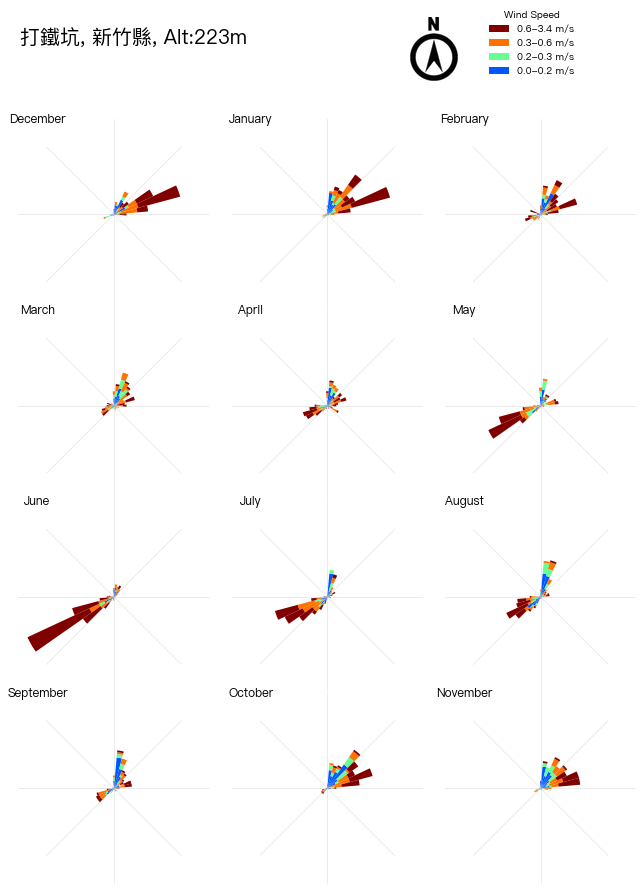 打鐵坑, 新竹縣, Alt:223m
N
Wind Speed
0.6-3.4 m/s
0.3-0.6 m/s
0.2-0.3 m/s
0.0-0.2 m/s
December
January
February
March
April
May
June
July
August
September
October
November